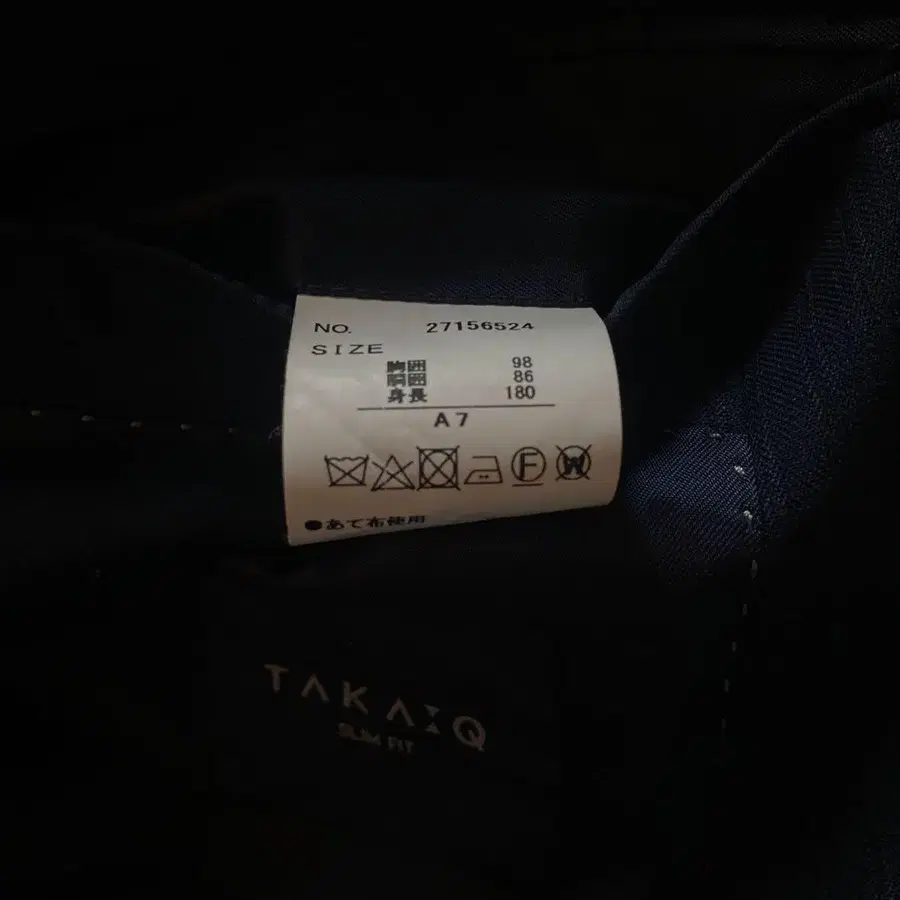 NO. 27156524
SIZE
胸囲 98
胴囲 86
身長 180
A7
F W
●あて布使用
TAKA:Q
SLIM FIT